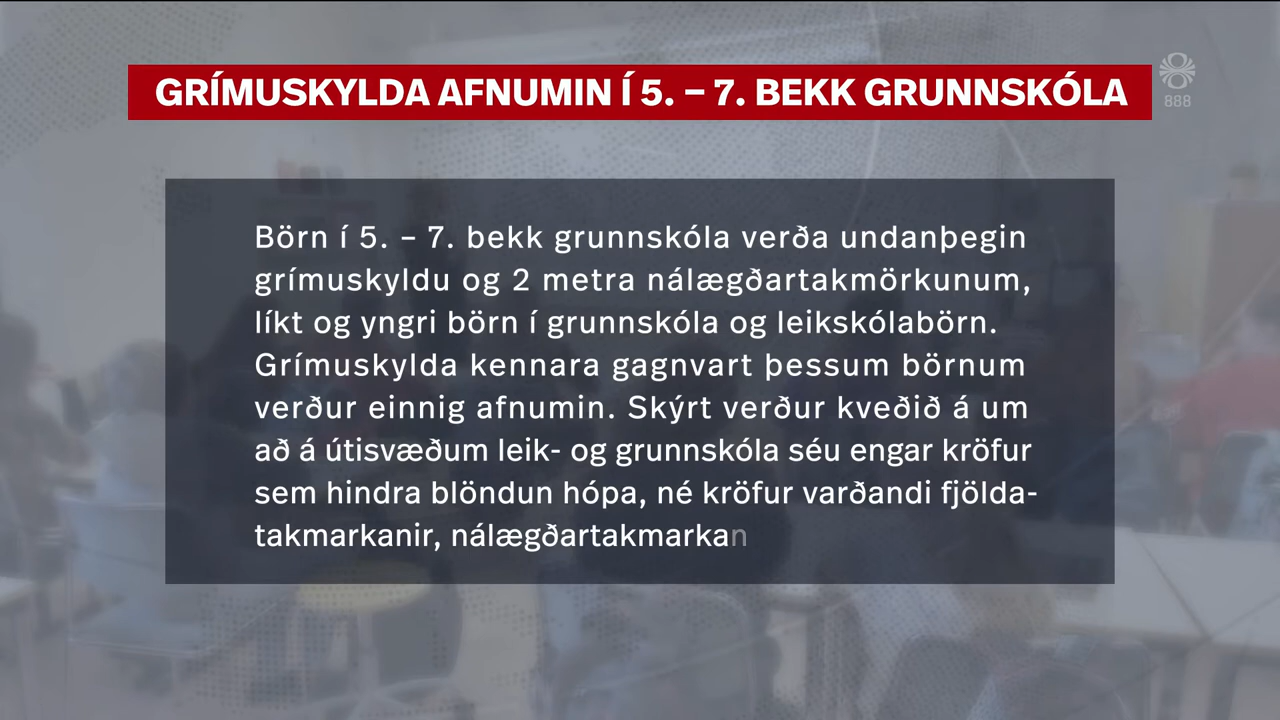 GRÍMUSKYLDA AFNUMIN Í 5. – 7. BEKK GRUNNSKÓLA
888
Börn í 5. – 7. bekk grunnskóla verða undanþegin
grímuskyldu og 2 metra nálægðartakmörkunum,
líkt og yngri börn í grunnskóla og leikskólabörn.
Grímuskylda kennara gagnvart þessum börnum
verður einnig afnumin. Skýrt verður kveðið á um
að á útisvæðum leik- og grunnskóla séu engar kröfur
sem hindra blöndun hópa, né kröfur varðandi fjölda-
takmarkanir, nálægðartakmarkan